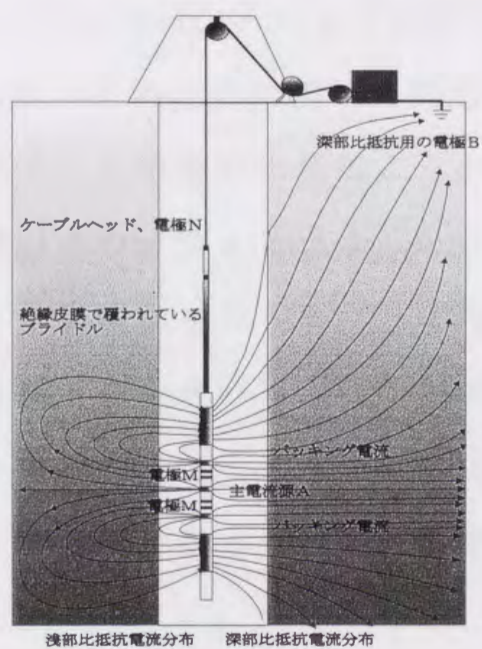 深部比抵抗用の電極B
ケーブルヘッド、電極N
絶縁皮膜で覆われている
ブライドル
バッキング電流
電極M
主電流源A
電極M
バッキング電流
浅部比抵抗電流分布
深部比抵抗電流分布